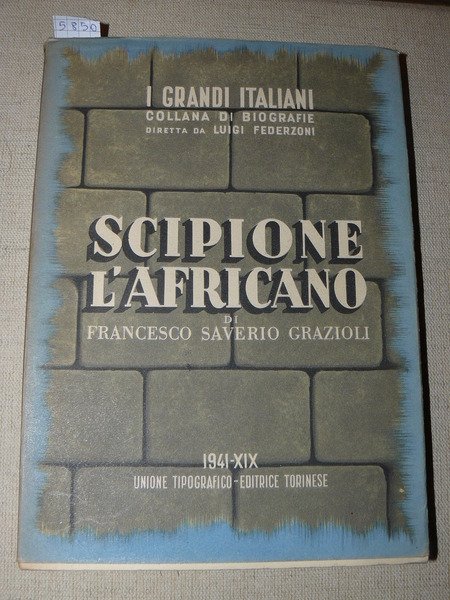 5850
I GRANDI ITALIANI
COLLANA DI BIOGRAFIE
DIRETTA DA LUIGI FEDERZONI
SCIPIONE
L'AFRICANO
DI
FRANCESCO SAVERIO GRAZIOLI
1941-XIX
UNIONE TIPOGRAFICO-EDITRICE TORINESE